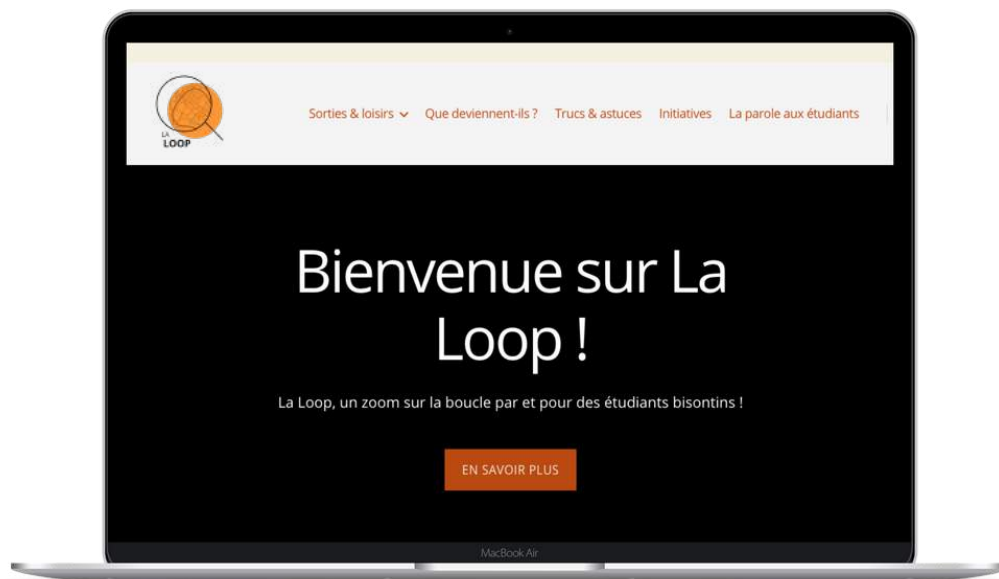 LA
LOOP
Sorties & loisirs
Que deviennent-ils ?
Trucs & astuces
Initiatives
La parole aux étudiants
Bienvenue sur La
Loop !
La Loop, un zoom sur la boucle par et pour des étudiants bisontins !
EN SAVOIR PLUS
MacBook Air